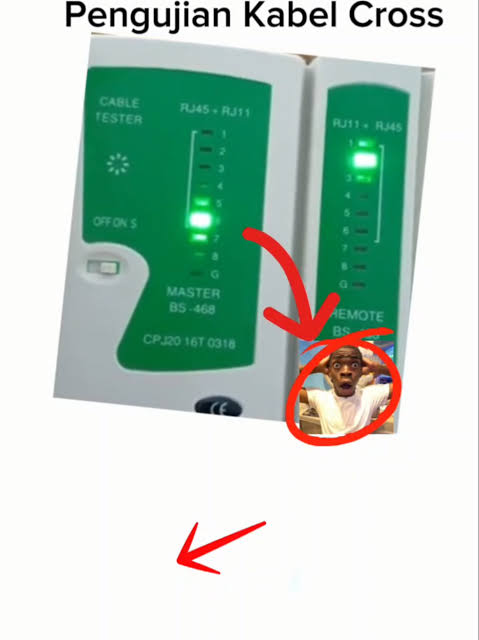 Pengujian Kabel Cross
CABLE
TESTER
RJ45 + RJ11
1
2
3
4
5
7
8
G
OFF ON S
MASTER
BS-468
CPJ20 16T 0318
CE
RJ11 + RJ45
1
3
4
5
6
7
8
G
REMOTE
BS